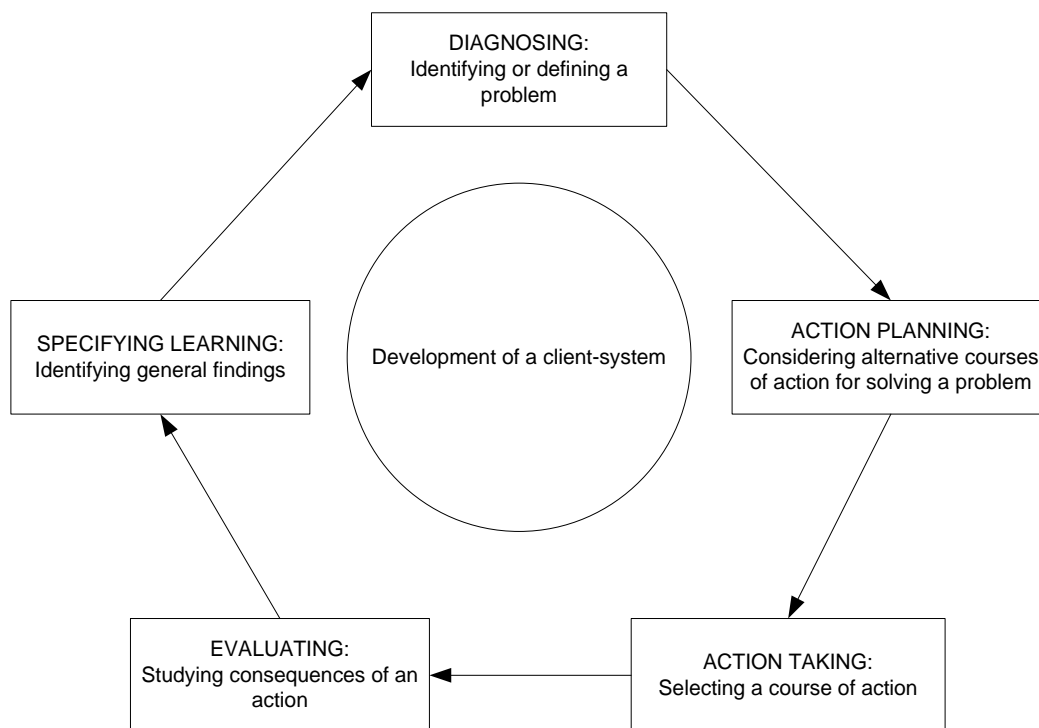 DIAGNOSING:
Identifying or defining a
problem
SPECIFYING LEARNING:
Identifying general findings
Development of a client-system
ACTION PLANNING:
Considering alternative courses
of action for solving a problem
EVALUATING:
Studying consequences of an
action
ACTION TAKING:
Selecting a course of action